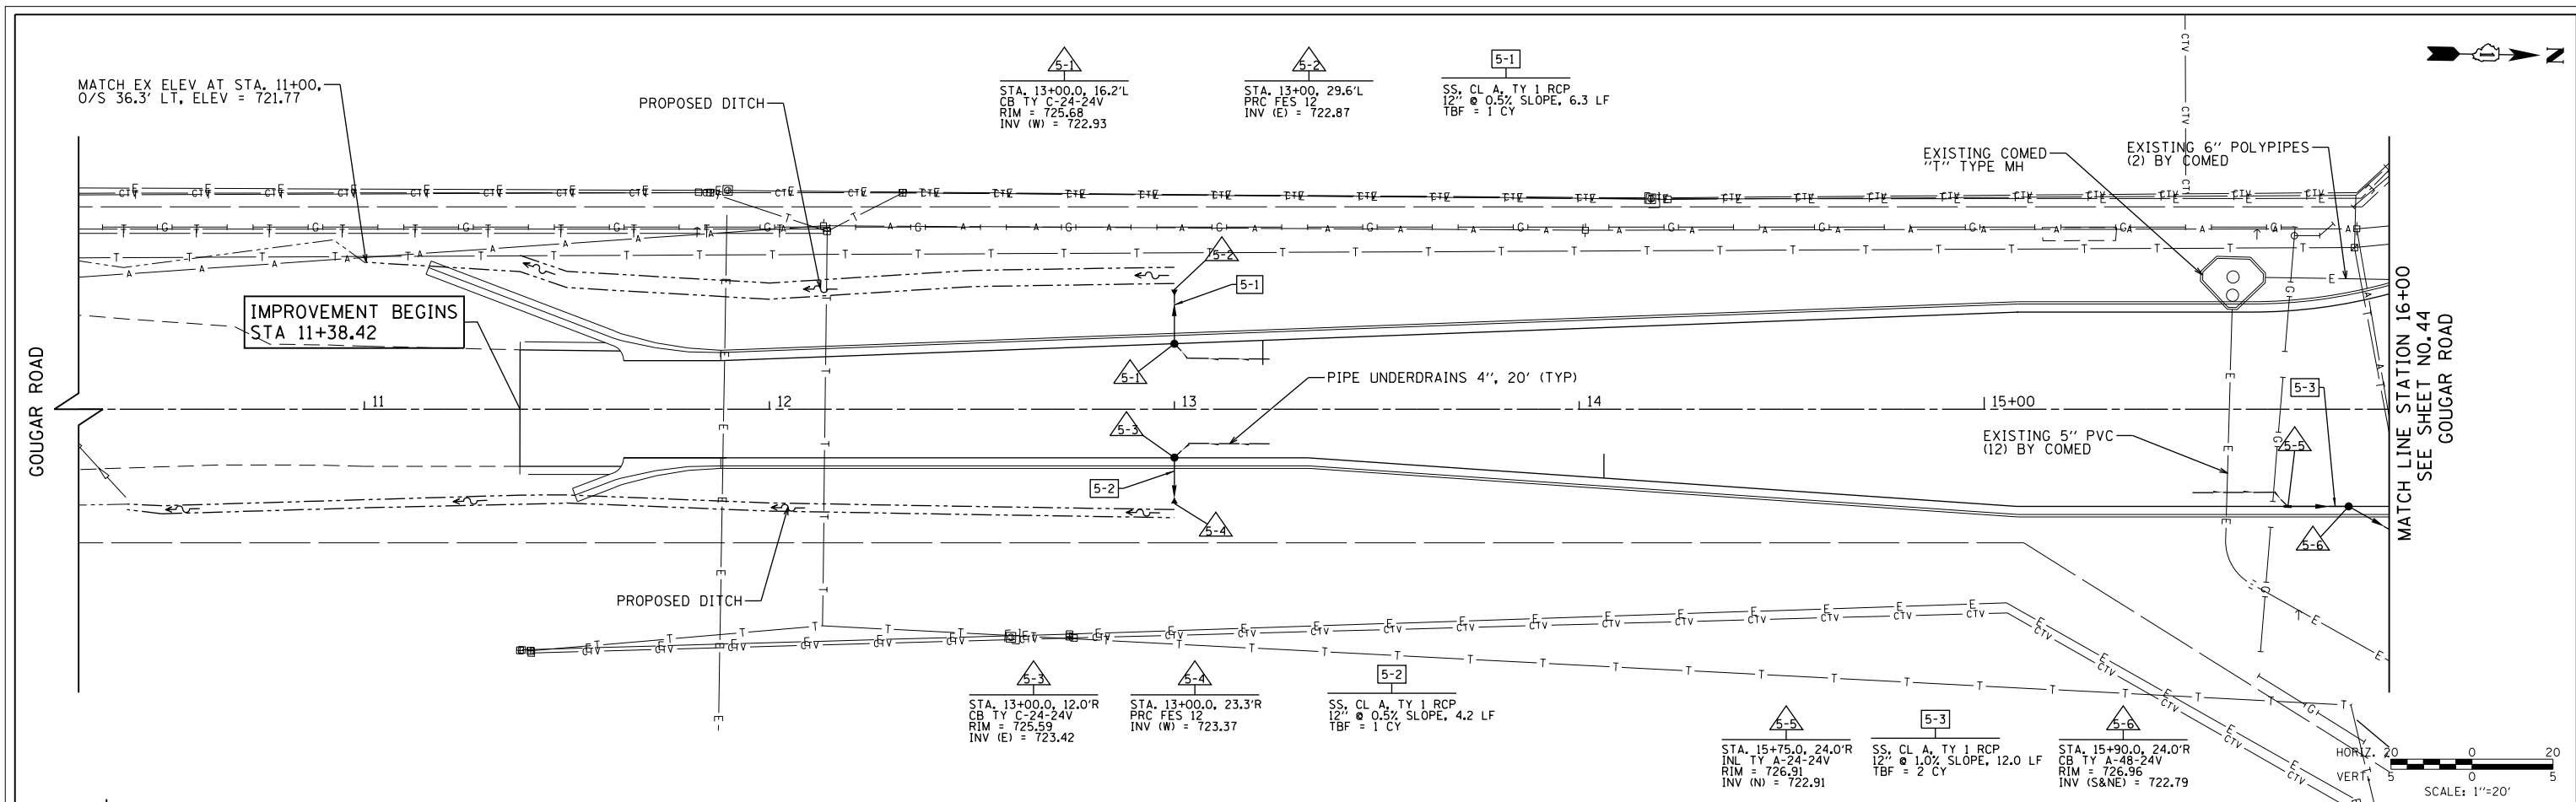 5-1
STA. 13+00.0, 16.2'L
CB TY C-24-24V
RIM = 725.68
INV (W) = 722.93
5-2
STA. 13+00, 29.6'L
PRC FES 12
INV (E) = 722.87
5-1
SS, CL A, TY 1 RCP
12" @ 0.5% SLOPE, 6.3 LF
TBF = 1 CY
N
MATCH EX ELEV AT STA. 11+00,
O/S 36.3' LT, ELEV = 721.77
PROPOSED DITCH
EXISTING COMED
"T" TYPE MH
EXISTING 6" POLYPIPES
(2) BY COMED
5-2
5-1
IMPROVEMENT BEGINS
STA 11+38.42
5-1
PIPE UNDERDRAINS 4", 20' (TYP)
GOUGAR ROAD
11
12
13
14
15+00
5-3
5-3
EXISTING 5" PVC
(12) BY COMED
5-5
5-2
5-4
5-6
MATCH LINE STATION 16+00
SEE SHEET NO.44
GOUGAR ROAD
PROPOSED DITCH
5-3
STA. 13+00.0, 12.0'R
CB TY C-24-24V
RIM = 725.59
INV (E) = 723.42
5-4
STA. 13+00.0, 23.3'R
PRC FES 12
INV (W) = 723.37
5-2
SS, CL A, TY 1 RCP
12" @ 0.5% SLOPE, 4.2 LF
TBF = 1 CY
5-5
STA. 15+75.0, 24.0'R
INL TY A-24-24V
RIM = 726.91
INV (N) = 722.91
5-3
SS, CL A, TY 1 RCP
12" @ 1.0% SLOPE, 12.0 LF
TBF = 2 CY
5-6
STA. 15+90.0, 24.0'R
CB TY A-48-24V
RIM = 726.96
INV (S&NE) = 722.79
HORIZ. 20 0 20
VERT. 5 0 5
SCALE: 1"=20'